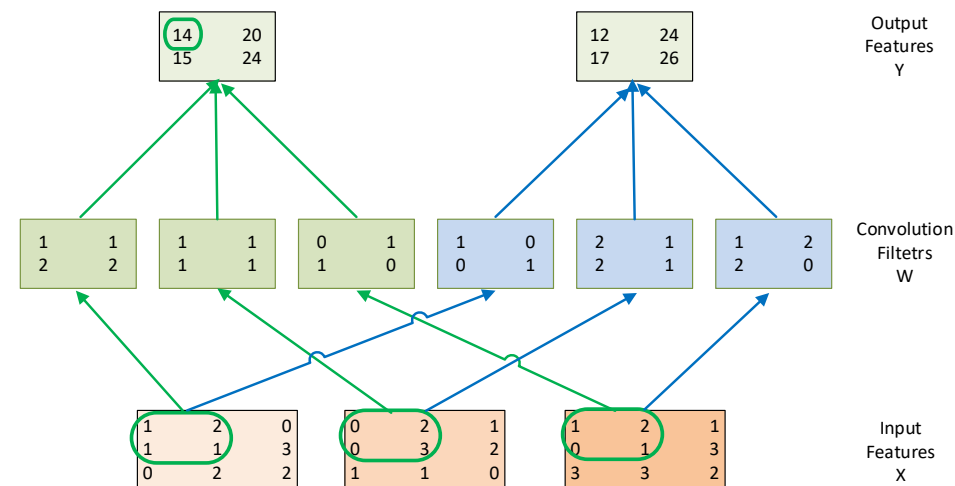 14 20
15 24
12 24
17 26
Output
Features
Y
1 1
2 2
1 1
1 1
0 1
1 0
1 0
0 1
2 1
2 1
1 2
2 0
Convolution
Filtetrs
W
1 2 0
1 1 3
0 2 2
0 2 1
0 3 2
1 1 0
1 2 1
0 1 3
3 3 2
Input
Features
X